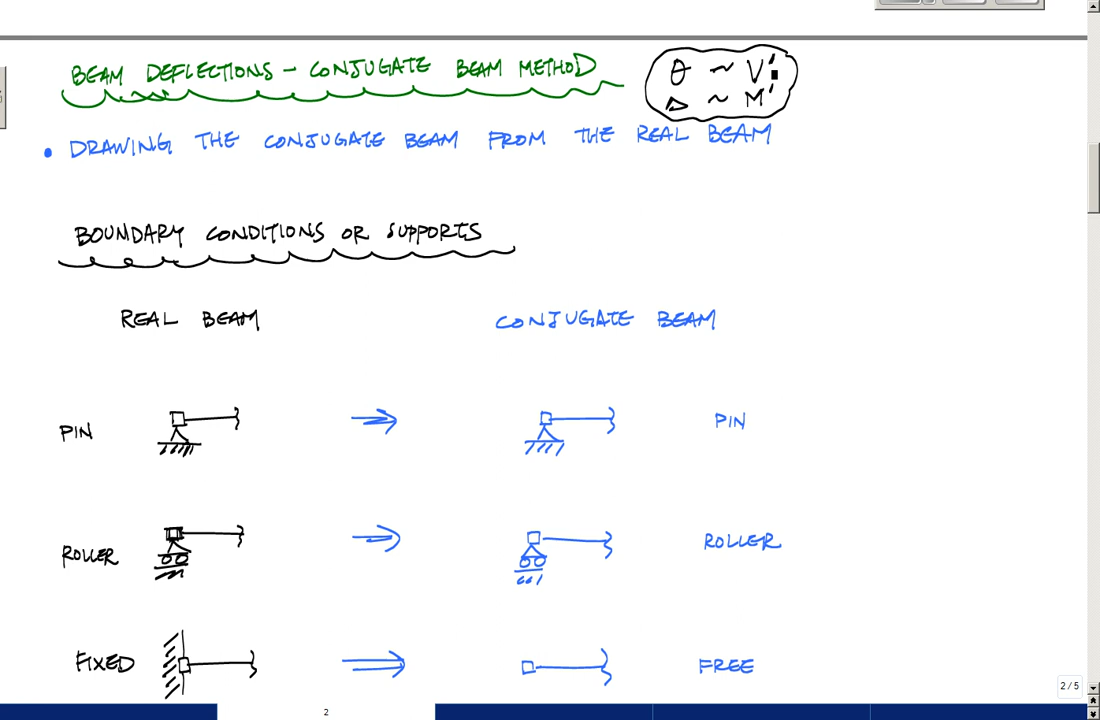 BEAM DEFLECTIONS - CONJUGATE BEAM METHOD
θ ~ V'
Δ ~ M'
• DRAWING THE CONJUGATE BEAM FROM THE REAL BEAM
BOUNDARY CONDITIONS OR SUPPORTS
REAL BEAM CONJUGATE BEAM
PIN PIN
ROLLER ROLLER
FIXED FREE
2/5
2